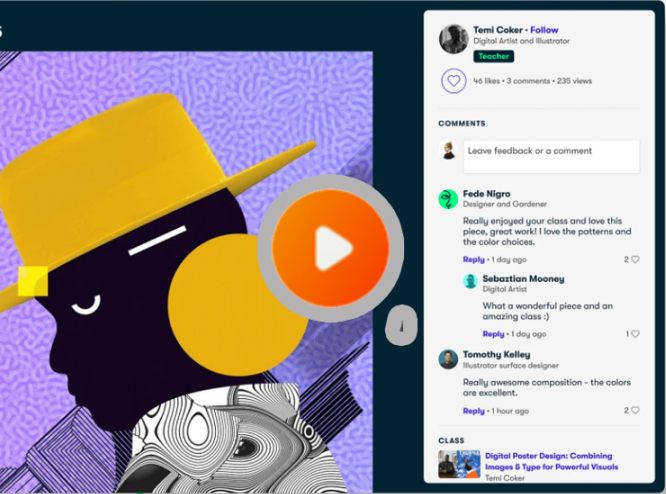 Temi Coker • Follow
Digital Artist and Illustrator
Teacher
46 likes • 3 comments • 235 views
COMMENTS
Leave feedback or a comment
Fede Nigro
Designer and Gardener
Really enjoyed your class and love this
piece, great work! I love the patterns and
the color choices.
Reply • 1 day ago 2
Sebaztian Mooney
Digital Artist
What a wonderful piece and an
amazing class :)
Reply • 1 day ago 1
Tomothy Kelley
Illustrator surface designer
Really awesome composition - the colors
are excellent.
Reply • 1 hour ago 2
CLASS
Digital Poster Design: Combining
Images & Type for Powerful Visuals
Temi Coker